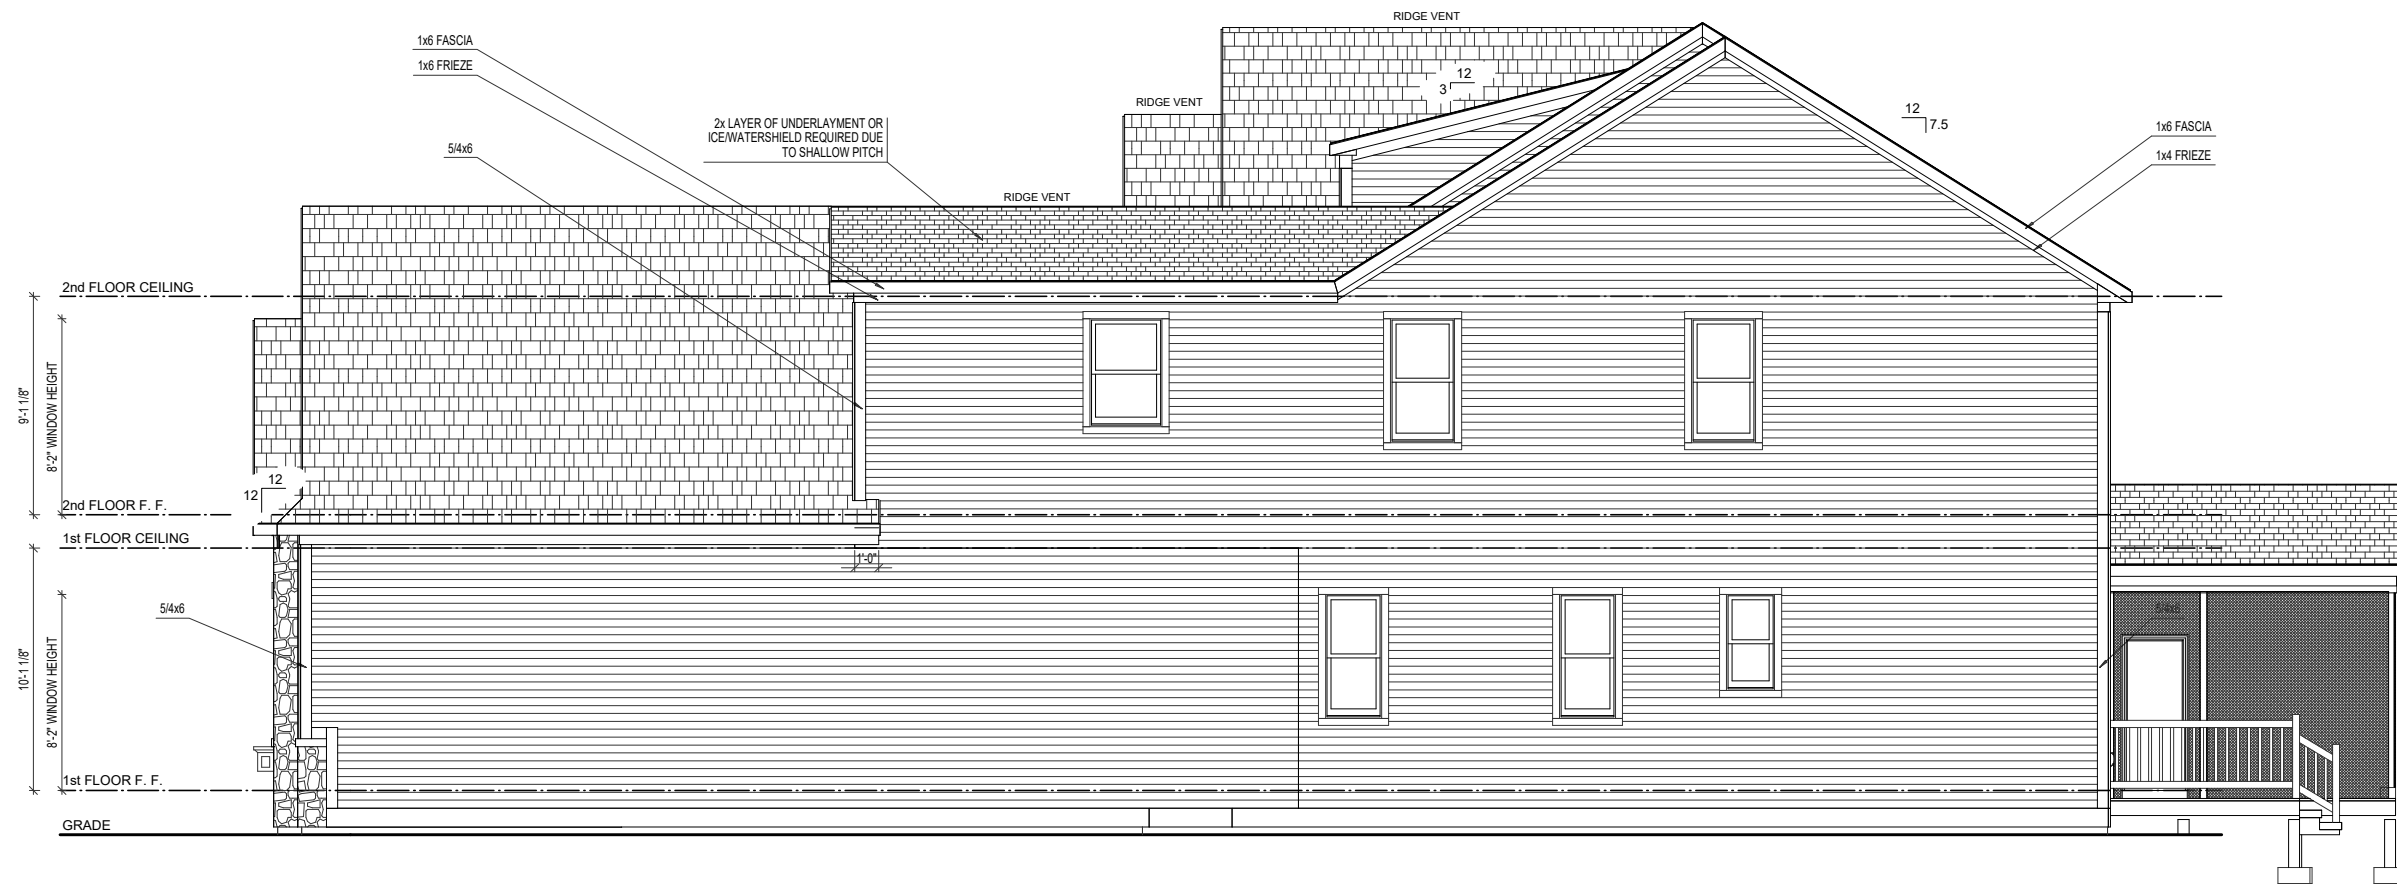 RIDGE VENT
1x6 FASCIA
1x6 FRIEZE
12
3
RIDGE VENT
2x LAYER OF UNDERLAYMENT OR
ICE/WATERSHIELD REQUIRED DUE
TO SHALLOW PITCH
12
7.5
1x6 FASCIA
1x4 FRIEZE
5/4x6
RIDGE VENT
2nd FLOOR CEILING
9'-1 1/8"
8'-2" WINDOW HEIGHT
12
12
2nd FLOOR F. F.
1st FLOOR CEILING
1'-0"
5/4x6
5/4x6
10'-1 1/8"
8'-2" WINDOW HEIGHT
1st FLOOR F. F.
GRADE